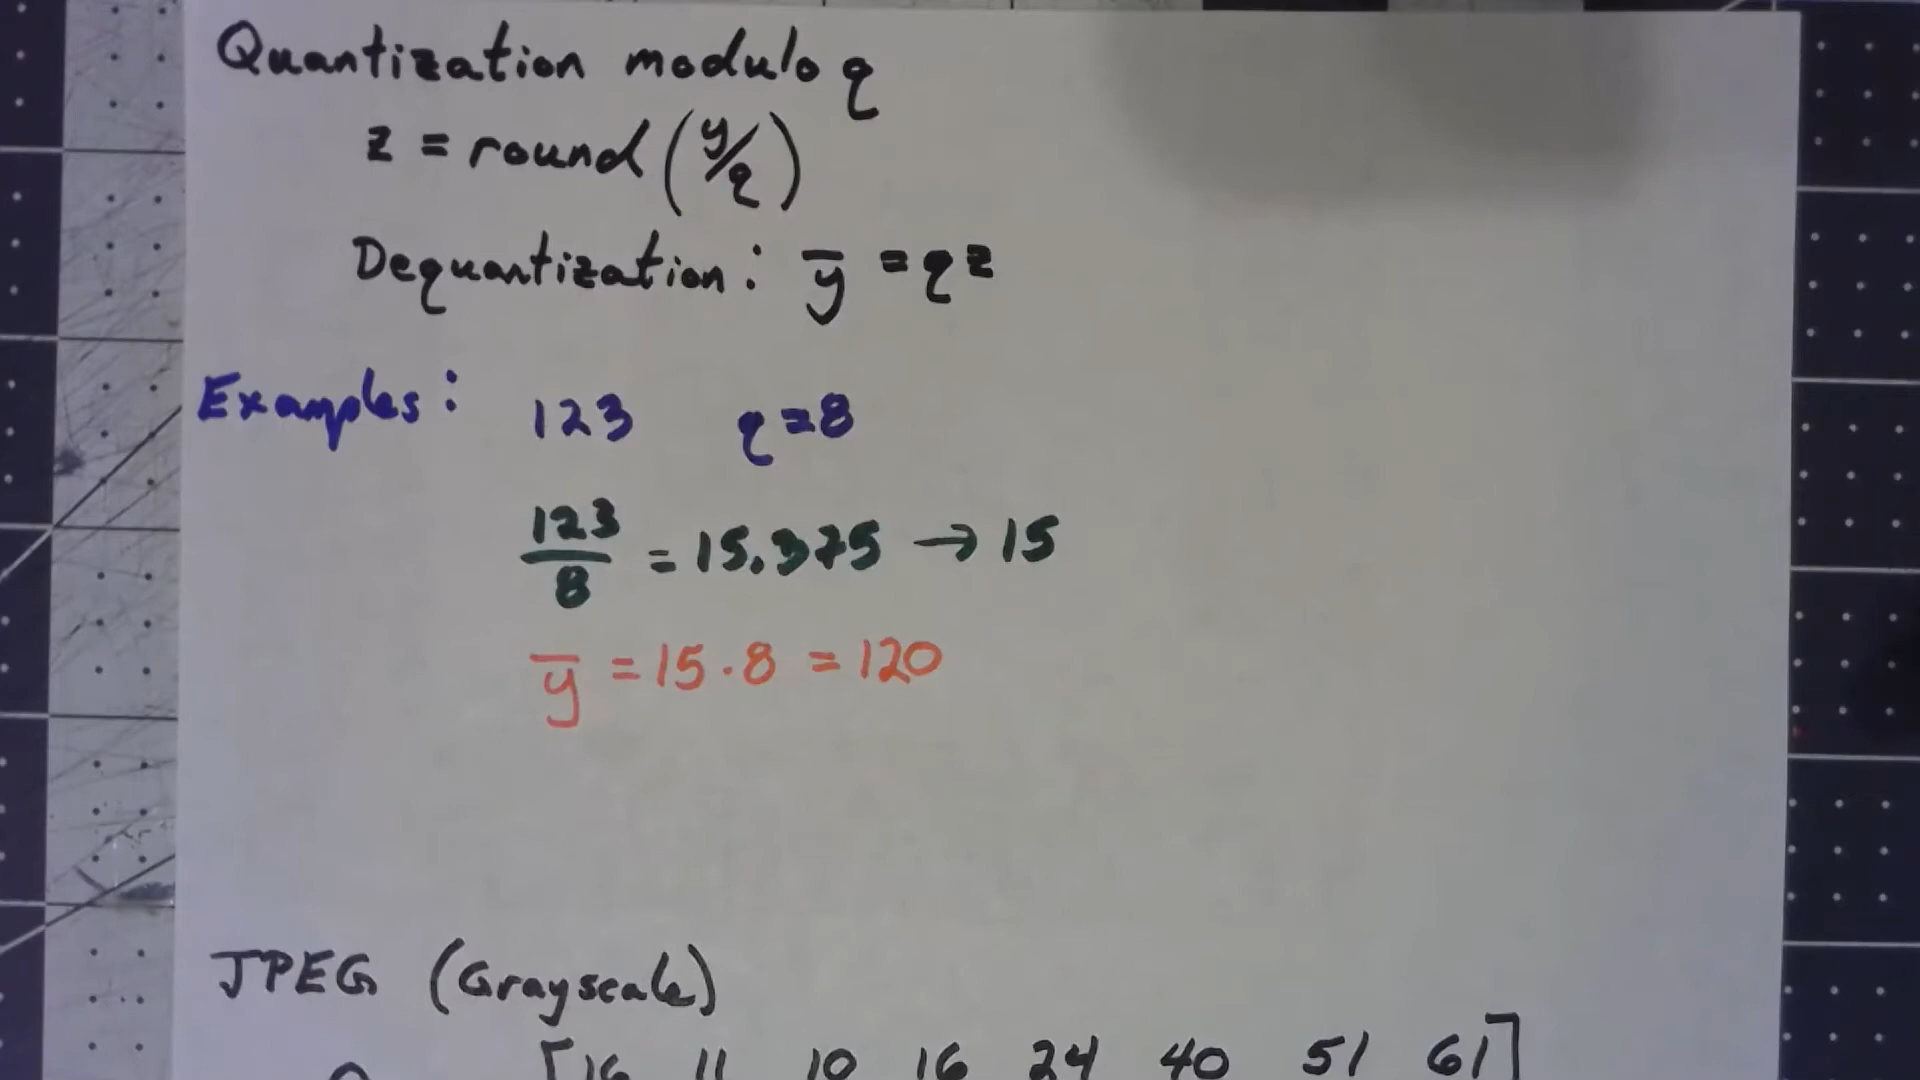 Quantization modulo q
z = round (y/q)
Dequantization: y̅ = qz
Examples: 123 q=8
123/8 = 15.375 → 15
y̅ = 15·8 = 120
JPEG (Grayscale)
[16 11 10 16 24 40 51 61]